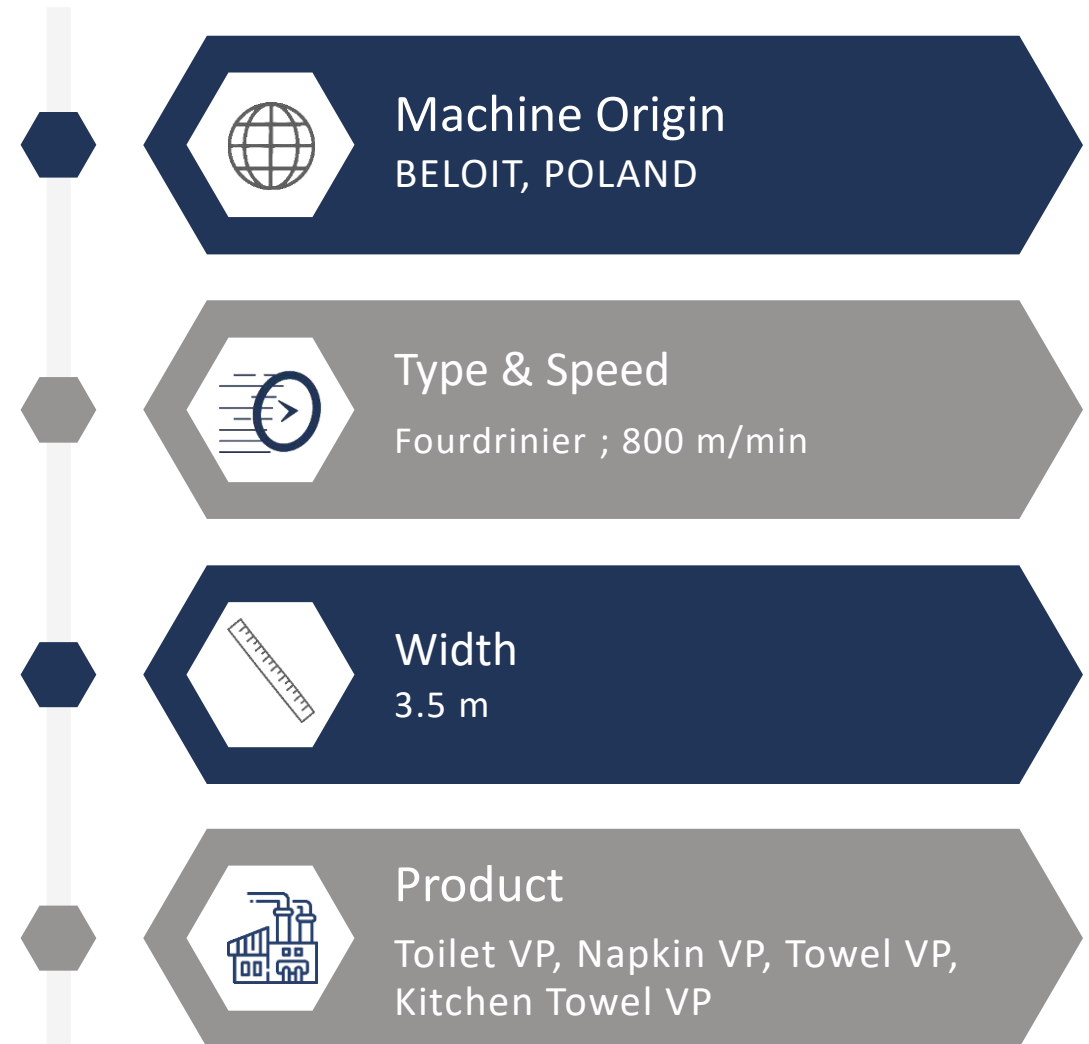 Machine Origin
BELOIT, POLAND
Type & Speed
Fourdrinier ; 800 m/min
Width
3.5 m
Product
Toilet VP, Napkin VP, Towel VP,
Kitchen Towel VP